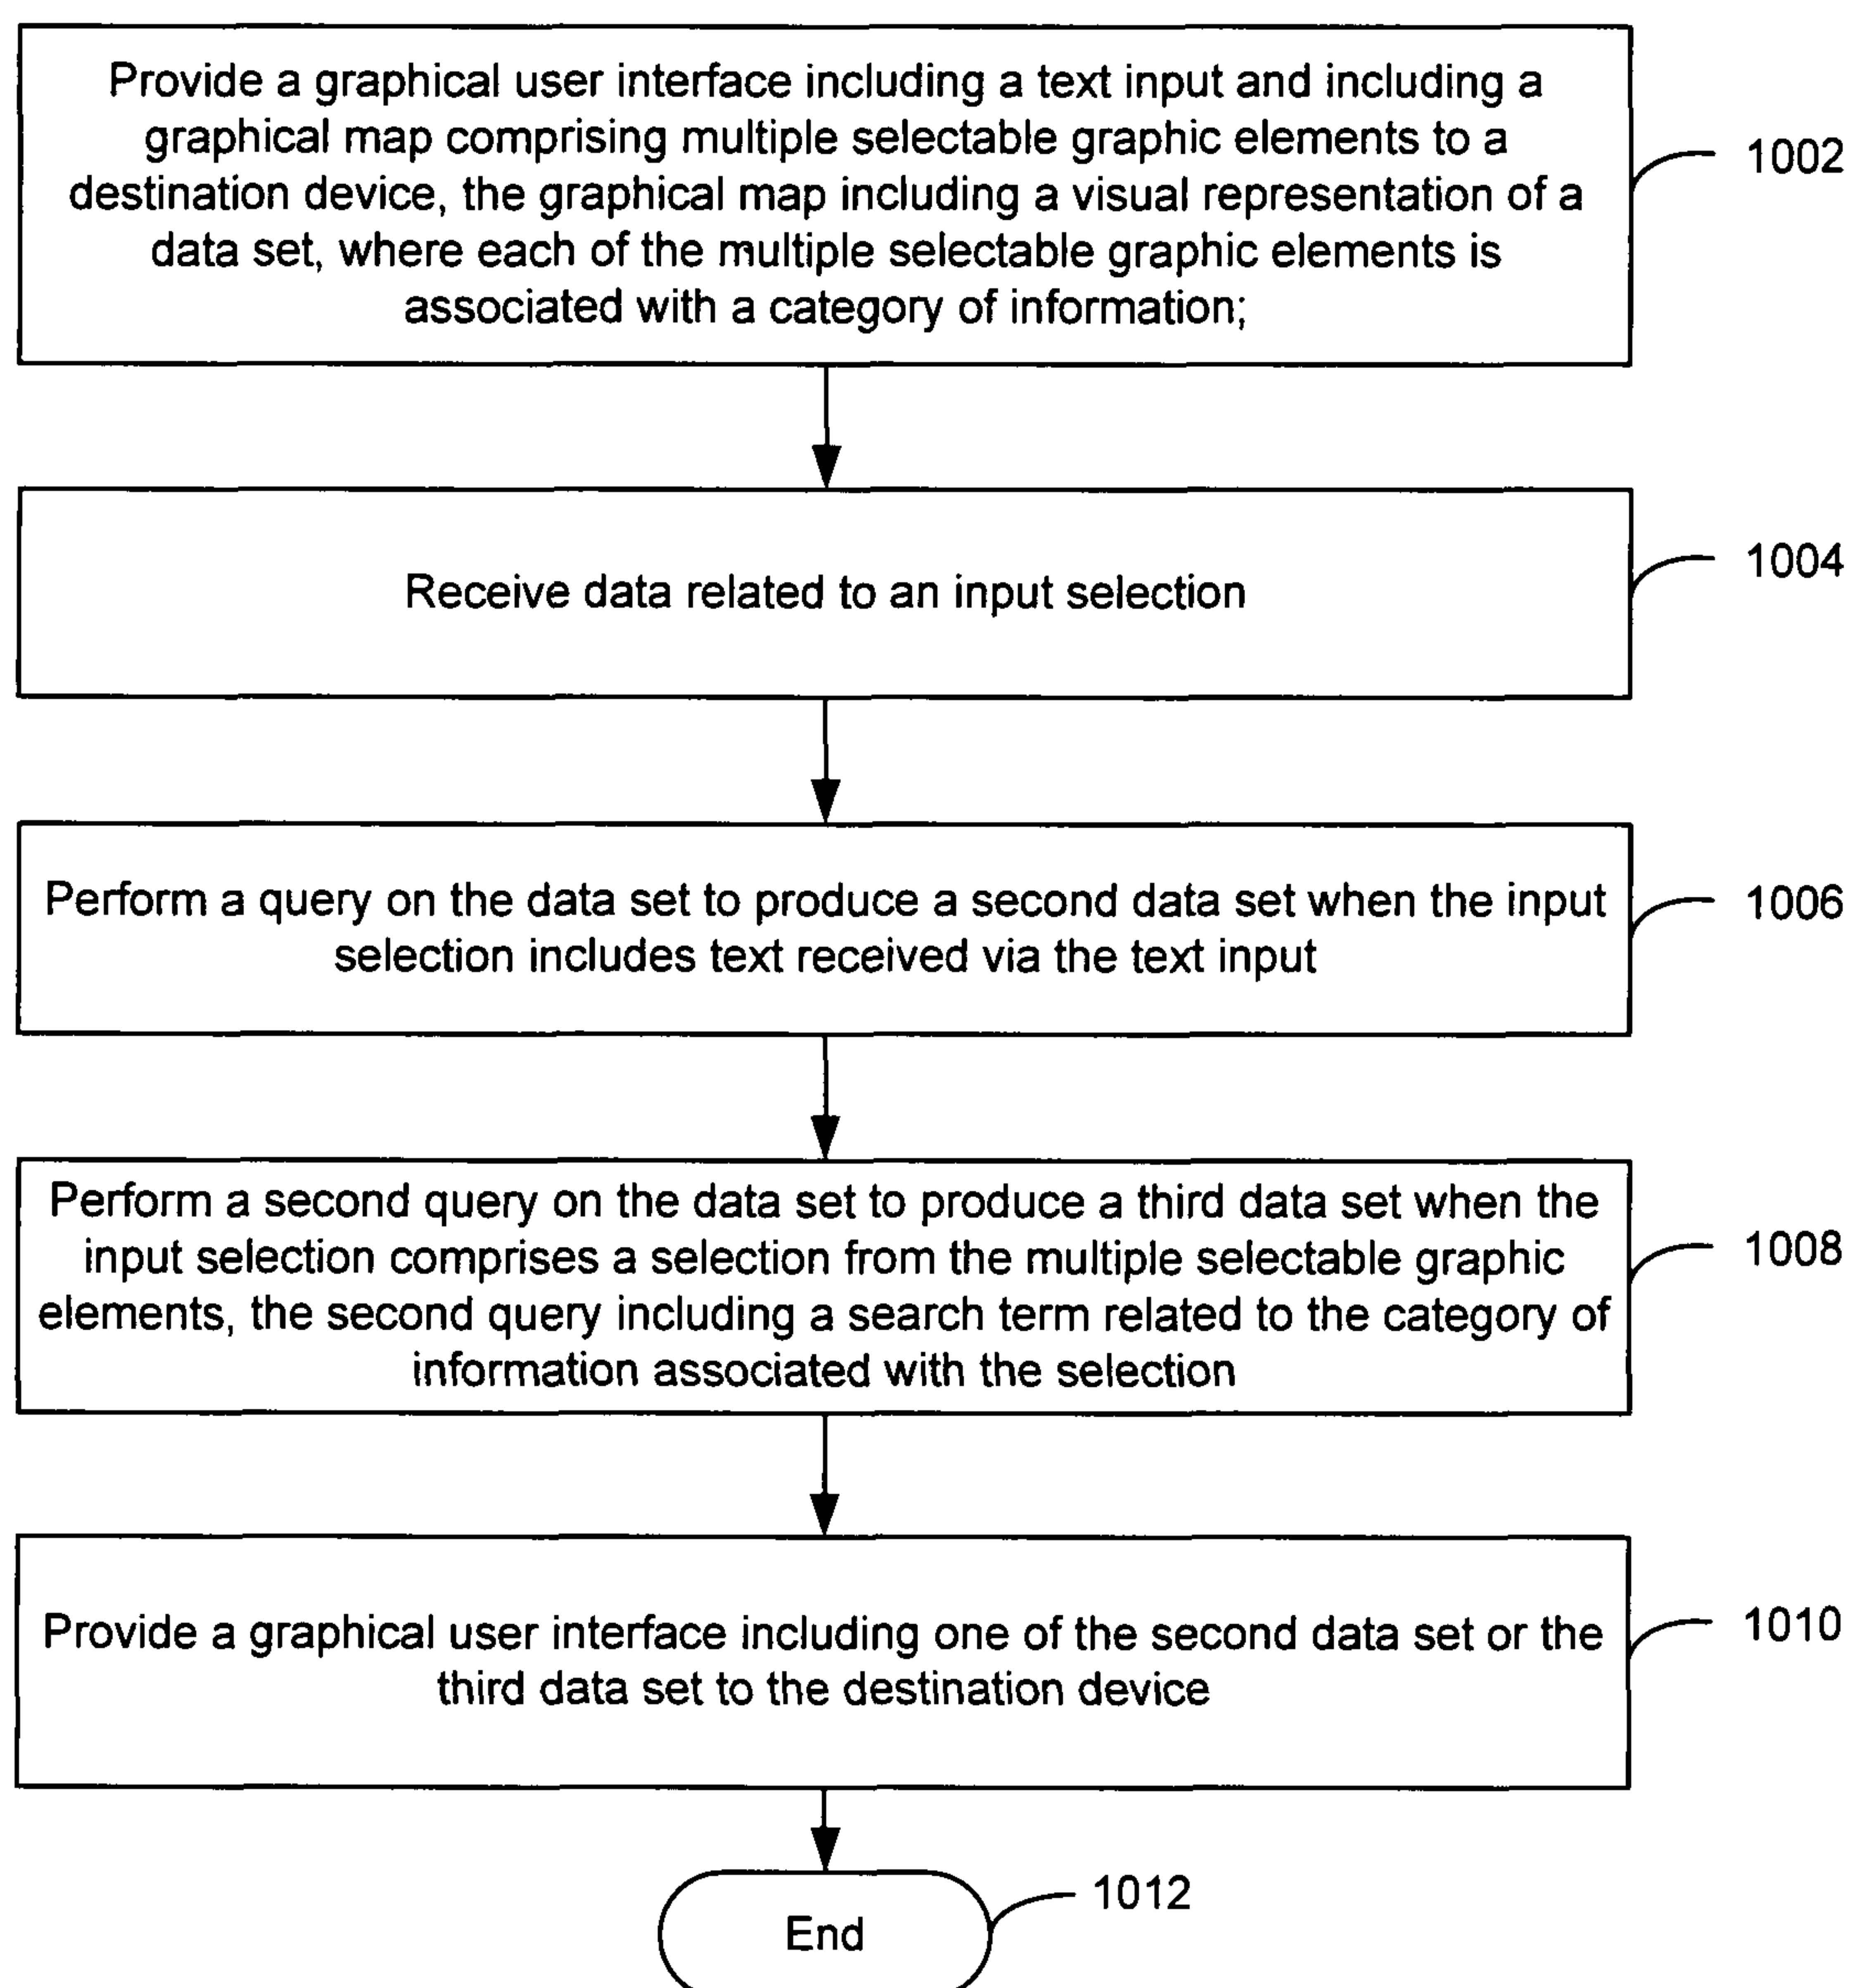 Provide a graphical user interface including a text input and including a
graphical map comprising multiple selectable graphic elements to a
destination device, the graphical map including a visual representation of a
data set, where each of the multiple selectable graphic elements is
associated with a category of information;
1002
Receive data related to an input selection
1004
Perform a query on the data set to produce a second data set when the input
selection includes text received via the text input
1006
Perform a second query on the data set to produce a third data set when the
input selection comprises a selection from the multiple selectable graphic
elements, the second query including a search term related to the category of
information associated with the selection
1008
Provide a graphical user interface including one of the second data set or the
third data set to the destination device
1010
End
1012